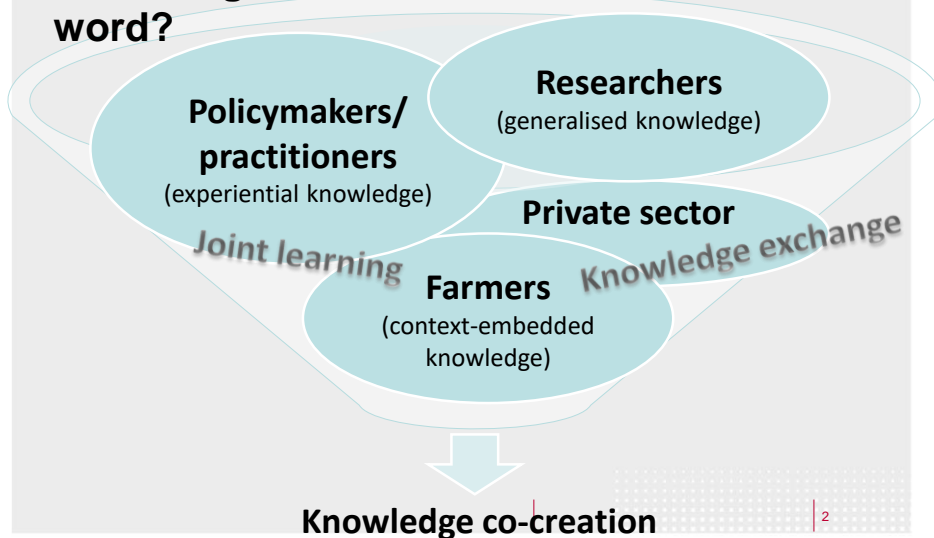 word?
Researchers
(generalised knowledge)
Policymakers/
practitioners
(experiential knowledge)
Private sector
Joint learning
Knowledge exchange
Farmers
(context-embedded
knowledge)
Knowledge co-creation
2